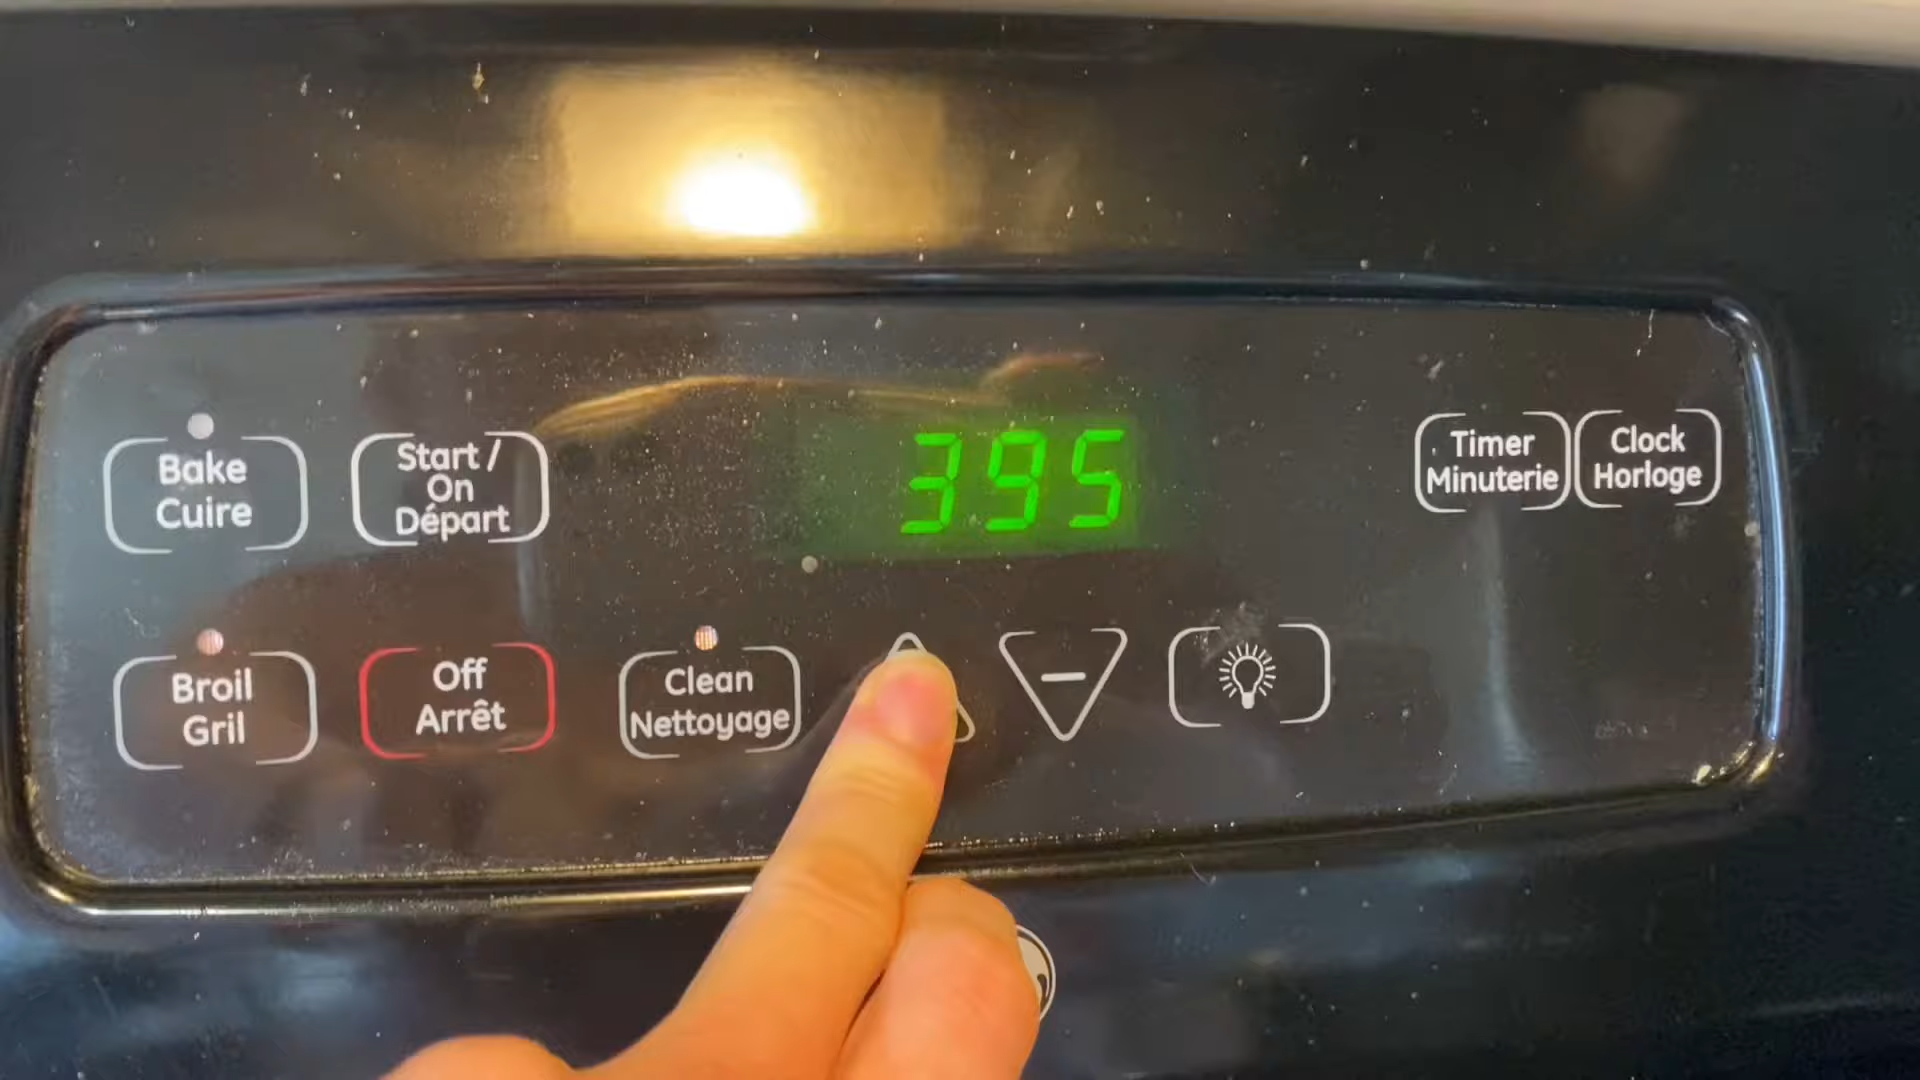 Bake
Cuire
Start /
On
Départ
395
Timer
Minuterie
Clock
Horloge
Broil
Gril
Off
Arrêt
Clean
Nettoyage
-